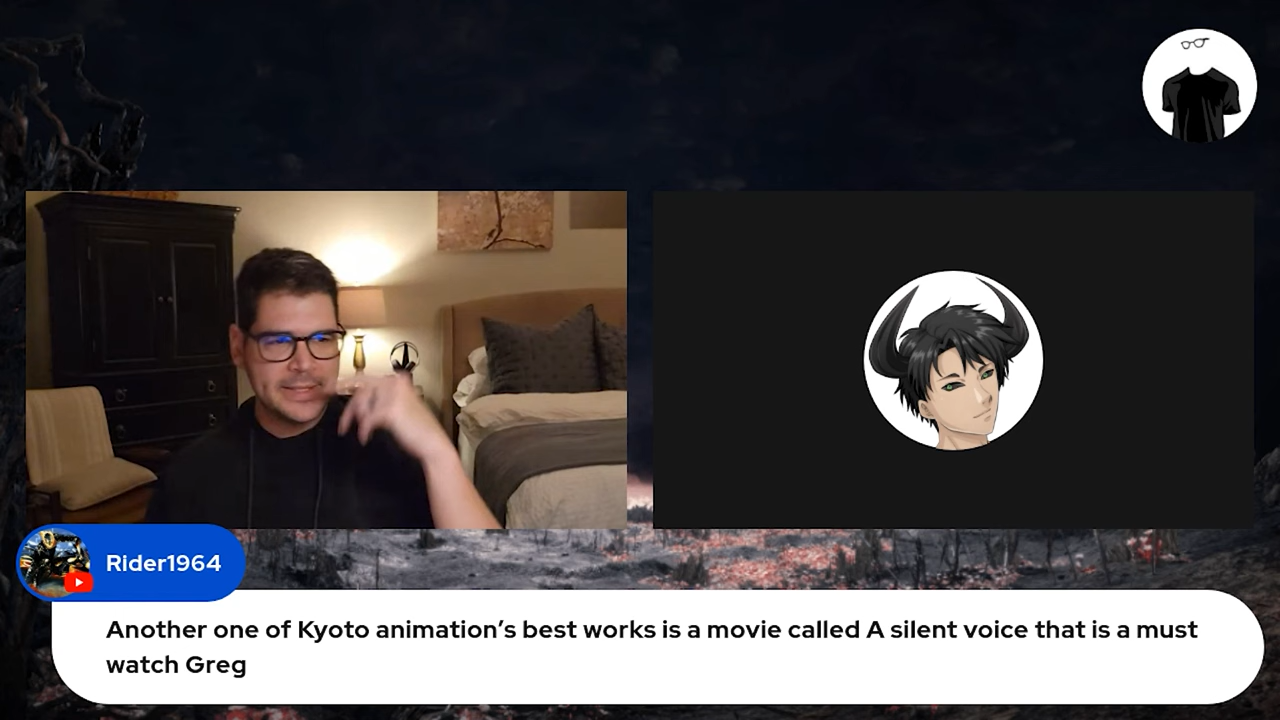 Rider1964
Another one of Kyoto animation's best works is a movie called A silent voice that is a must
watch Greg